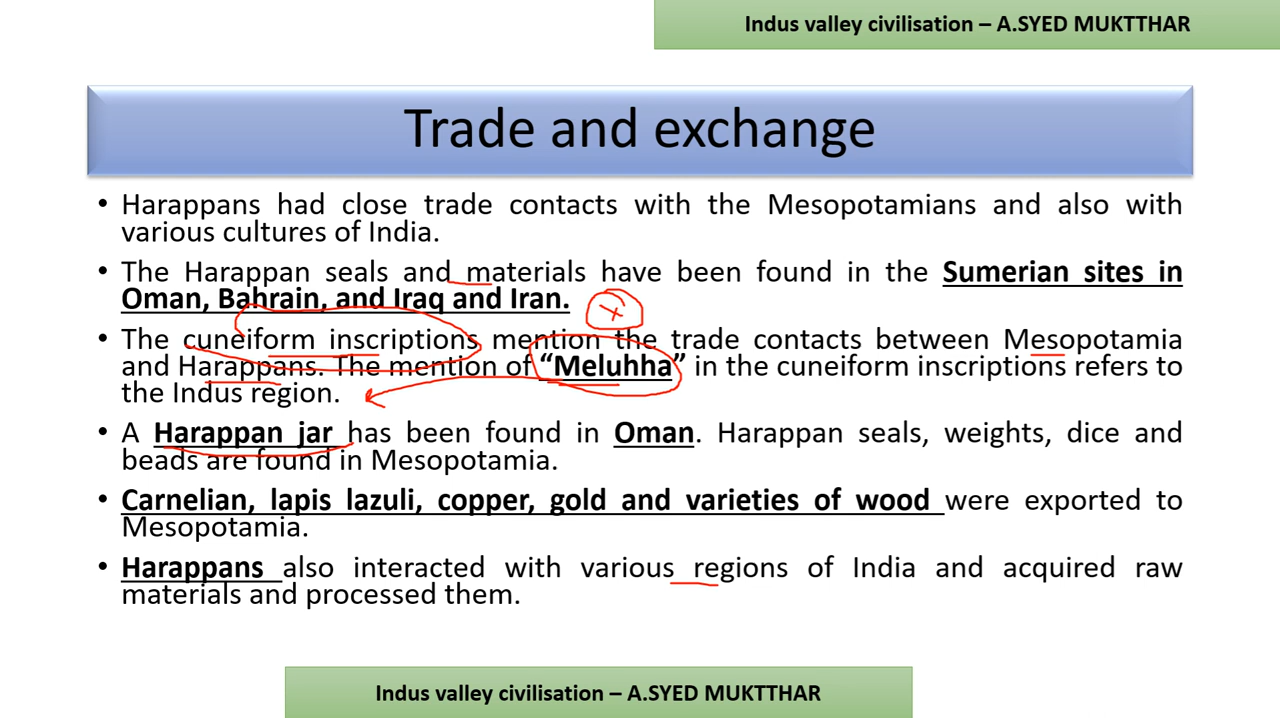 Indus valley civilisation – A.SYED MUKTTHAR
Trade and exchange
• Harappans had close trade contacts with the Mesopotamians and also with
various cultures of India.
• The Harappan seals and materials have been found in the Sumerian sites in
Oman, Bahrain, and Iraq and Iran.
• The cuneiform inscriptions mention the trade contacts between Mesopotamia
and Harappans. The mention of “Meluhha” in the cuneiform inscriptions refers to
the Indus region.
• A Harappan jar has been found in Oman. Harappan seals, weights, dice and
beads are found in Mesopotamia.
• Carnelian, lapis lazuli, copper, gold and varieties of wood were exported to
Mesopotamia.
• Harappans also interacted with various regions of India and acquired raw
materials and processed them.
Indus valley civilisation – A.SYED MUKTTHAR